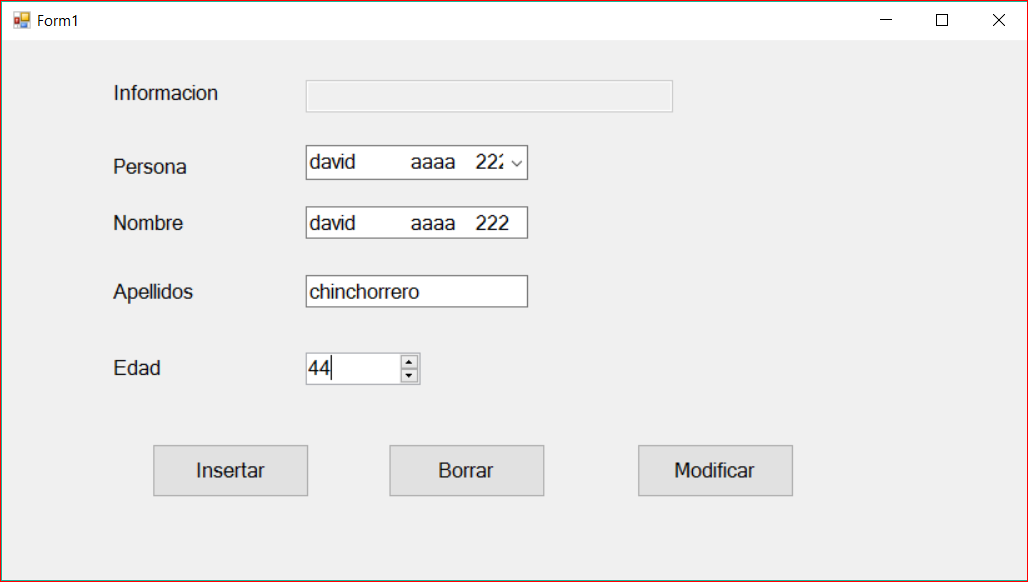 Form1
Informacion
Persona david aaaa 222
Nombre david aaaa 222
Apellidos chinchorrero
Edad 44
Insertar Borrar Modificar